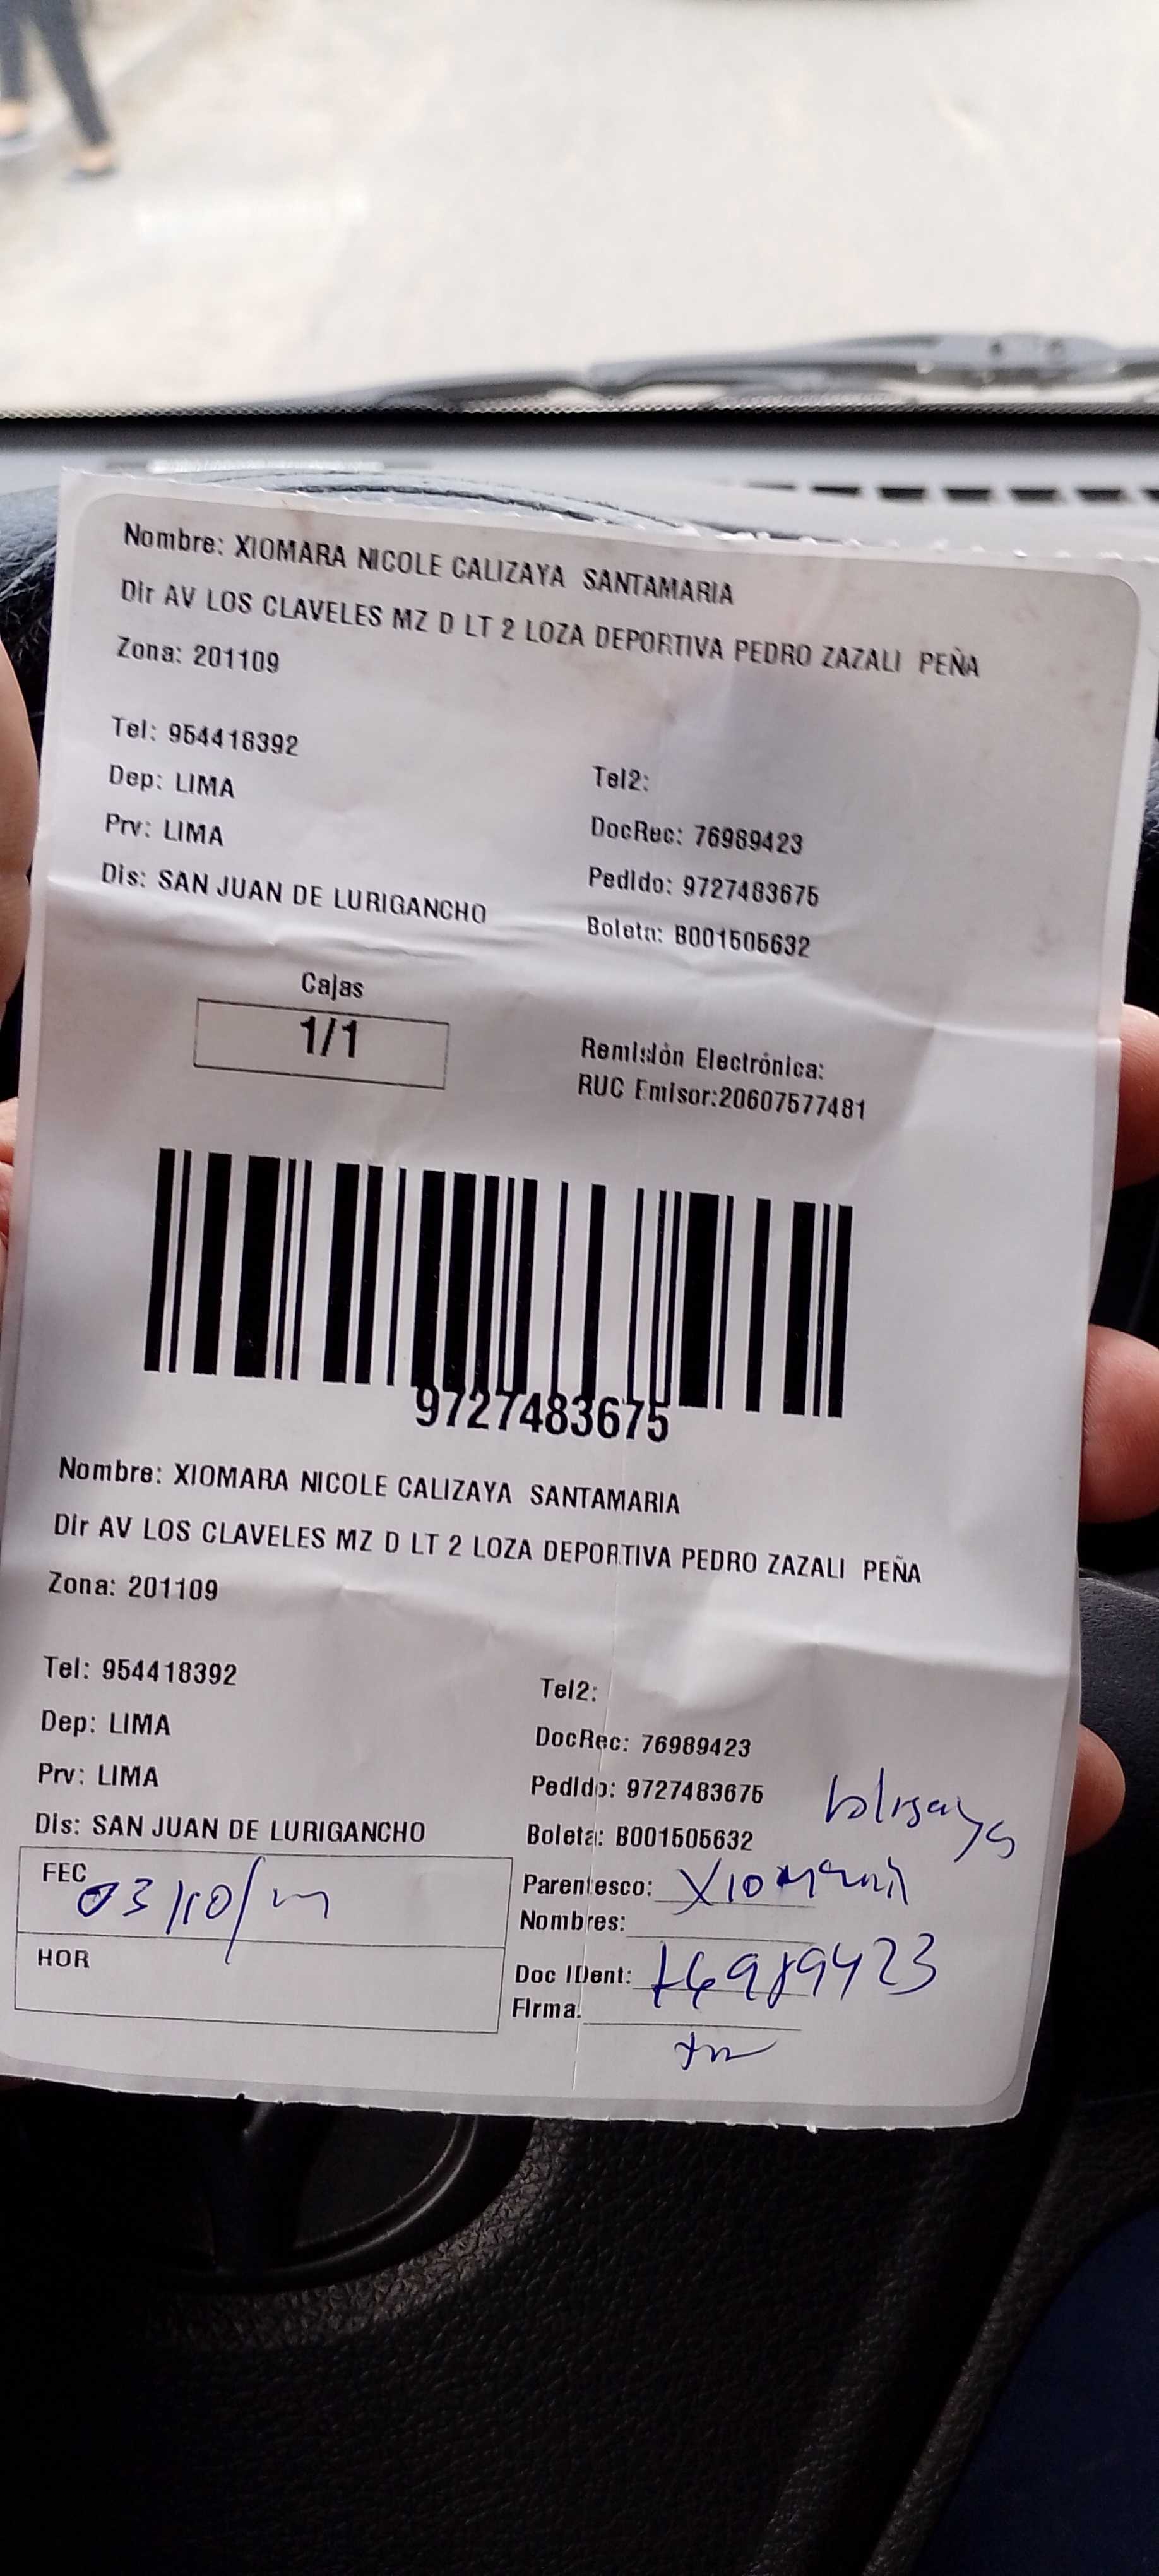 Nombre: XIOMARA NICOLE CALIZAYA SANTAMARIA
Dir AV LOS CLAVELES MZ D LT 2 LOZA DEPORTIVA PEDRO ZAZALI PEÑA
Zona: 201109
Tel: 954418392
Tel2:
Dep: LIMA
DocRec: 76989423
Prv: LIMA
Pedido: 9727483675
Dis: SAN JUAN DE LURIGANCHO
Boleta: B001505632
Cajas
1/1
Remisión Electrónica:
RUC Emisor:20607577481
9727483675
Nombre: XIOMARA NICOLE CALIZAYA SANTAMARIA
Dir AV LOS CLAVELES MZ D LT 2 LOZA DEPORTIVA PEDRO ZAZALI PEÑA
Zona: 201109
Tel: 954418392
Tel2:
Dep: LIMA
DocRec: 76989423
Prv: LIMA
Pedido: 9727483675
Dis: SAN JUAN DE LURIGANCHO
Boleta: B001505632
FEC 03/10/
Parentesco: Xiomara
Nombres:
HOR
Doc IDent: 76989423
Firma: